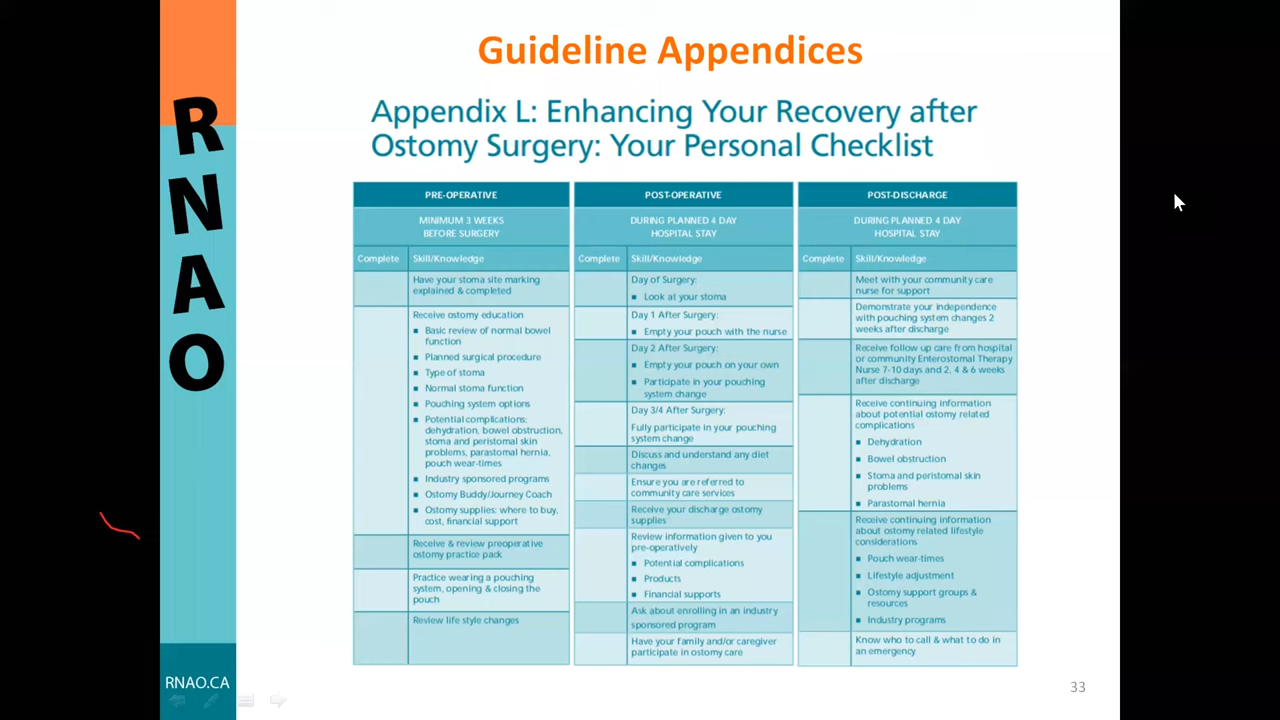 Guideline Appendices
RNAO
Appendix L: Enhancing Your Recovery after
Ostomy Surgery: Your Personal Checklist
PRE-OPERATIVE
MINIMUM 3 WEEKS
BEFORE SURGERY
Complete Skill/Knowledge
Have your stoma site marking
explained & completed
Receive ostomy education
▪ Basic review of normal bowel
function
▪ Planned surgical procedure
▪ Type of stoma
▪ Normal stoma function
▪ Pouching system options
▪ Potential complications:
dehydration, bowel obstruction,
stoma and peristomal skin
problems, parastomal hernia,
pouch wear-times
▪ Industry sponsored programs
▪ Ostomy Buddy/Journey Coach
▪ Ostomy supplies: where to buy,
cost, financial support
Receive & review preoperative
ostomy practice pack
Practice wearing a pouching
system, opening & closing the
pouch
Review life style changes
POST-OPERATIVE
DURING PLANNED 4 DAY
HOSPITAL STAY
Complete Skill/Knowledge
Day of Surgery:
▪ Look at your stoma
Day 1 After Surgery:
▪ Empty your pouch with the nurse
Day 2 After Surgery:
▪ Empty your pouch on your own
▪ Participate in your pouching
system change
Day 3/4 After Surgery:
Fully participate in your pouching
system change
Discuss and understand any diet
changes
Ensure you are referred to
community care services
Receive your discharge ostomy
supplies
Review information given to you
pre-operatively
▪ Potential complications
▪ Products
▪ Financial supports
Ask about enrolling in an industry
sponsored program
Have your family and/or caregiver
participate in ostomy care
POST-DISCHARGE
DURING PLANNED 4 DAY
HOSPITAL STAY
Complete Skill/Knowledge
Meet with your community care
nurse for support
Demonstrate your independence
with pouching system changes 2
weeks after discharge
Receive follow up care from hospital
or community Enterostomal Therapy
Nurse 7-10 days and 2, 4 & 6 weeks
after discharge
Receive continuing information
about potential ostomy related
complications
▪ Dehydration
▪ Bowel obstruction
▪ Stoma and peristomal skin
problems
▪ Parastomal hernia
Receive continuing information
about ostomy related lifestyle
considerations
▪ Pouch wear-times
▪ Lifestyle adjustment
▪ Ostomy support groups &
resources
▪ Industry programs
Know who to call & what to do in
an emergency
RNAO.CA
33